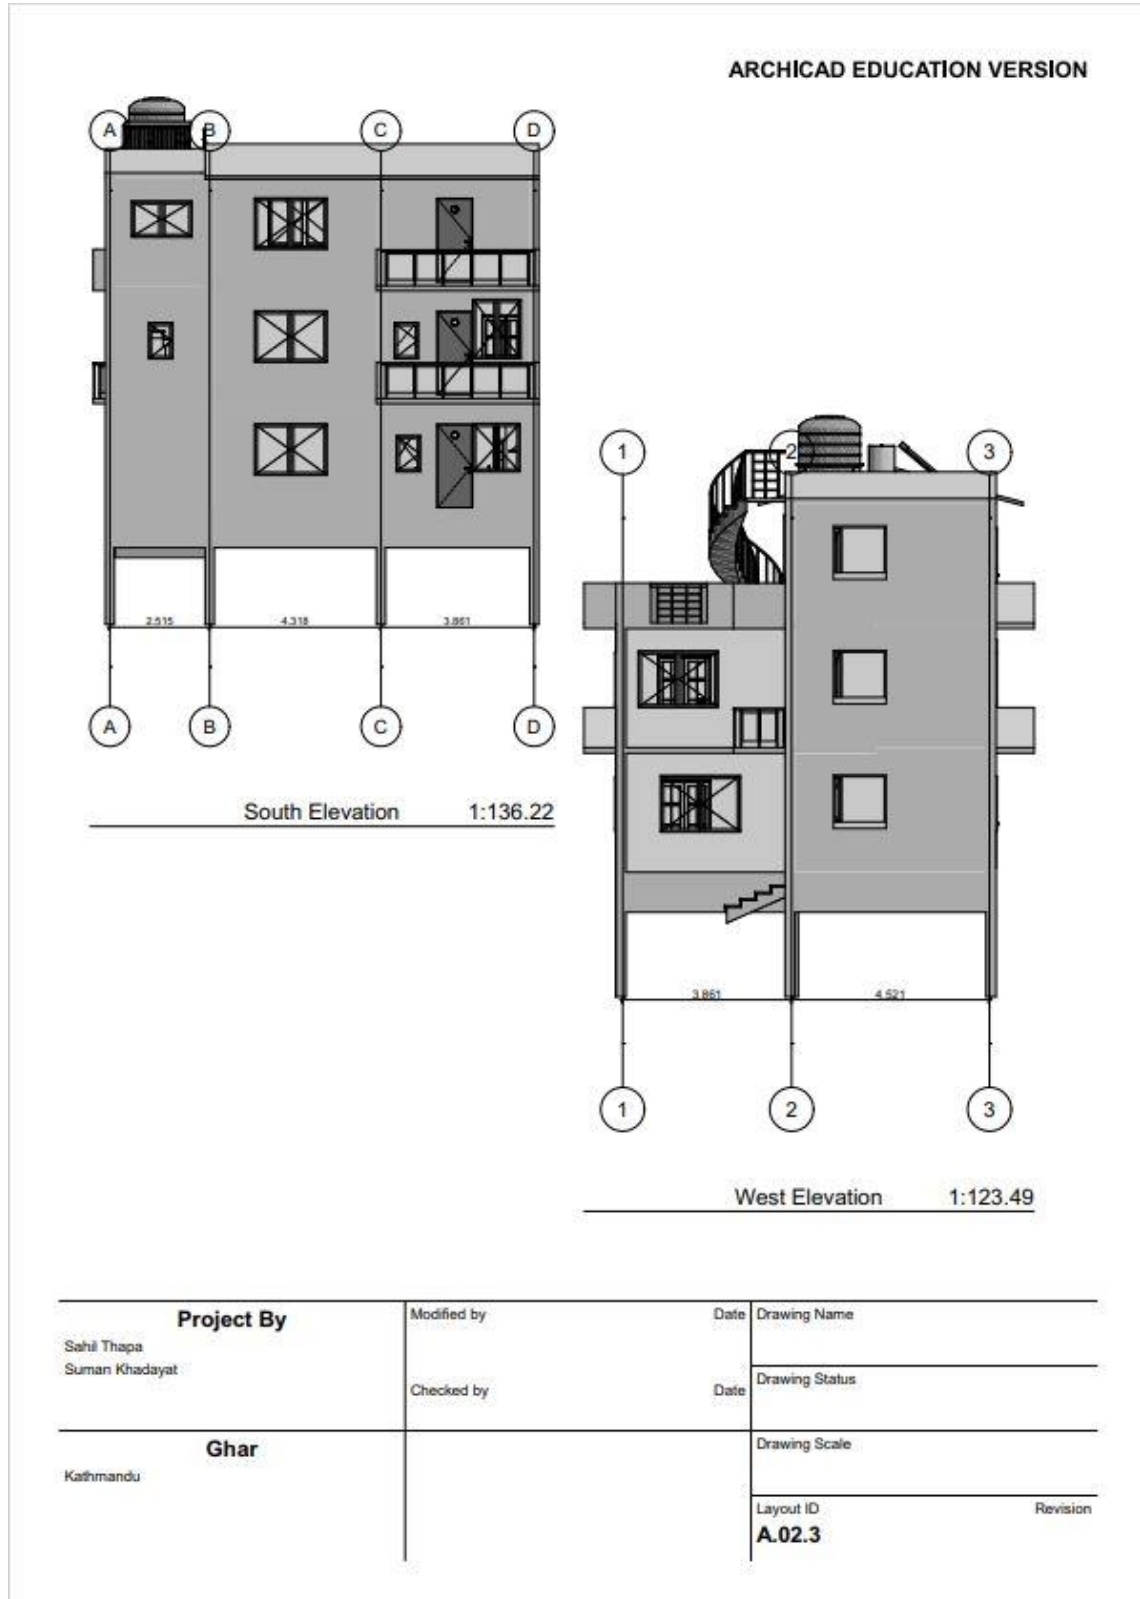 ARCHICAD EDUCATION VERSION
A B C D
2.515 4.318 3.861
A B C D
South Elevation 1:136.22
1 2 3
3.861 4.521
1 2 3
West Elevation 1:123.49
Project By
Sahil Thapa
Suman Khadayat
Modified by Date
Checked by Date
Drawing Name
Drawing Status
Ghar
Kathmandu
Drawing Scale
Layout ID Revision
A.02.3